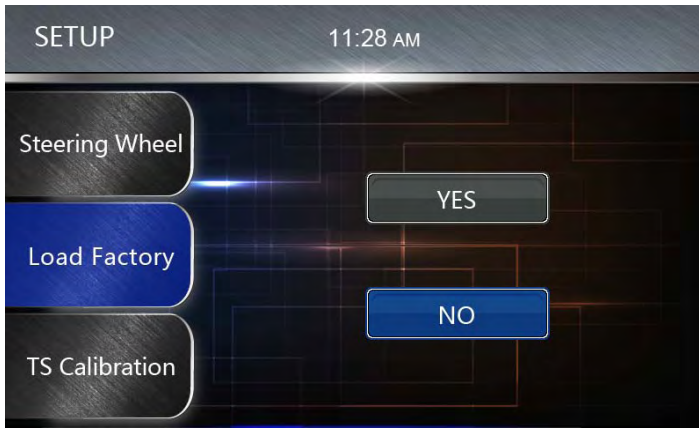 SETUP
11:28 AM
Steering Wheel
Load Factory
TS Calibration
YES
NO